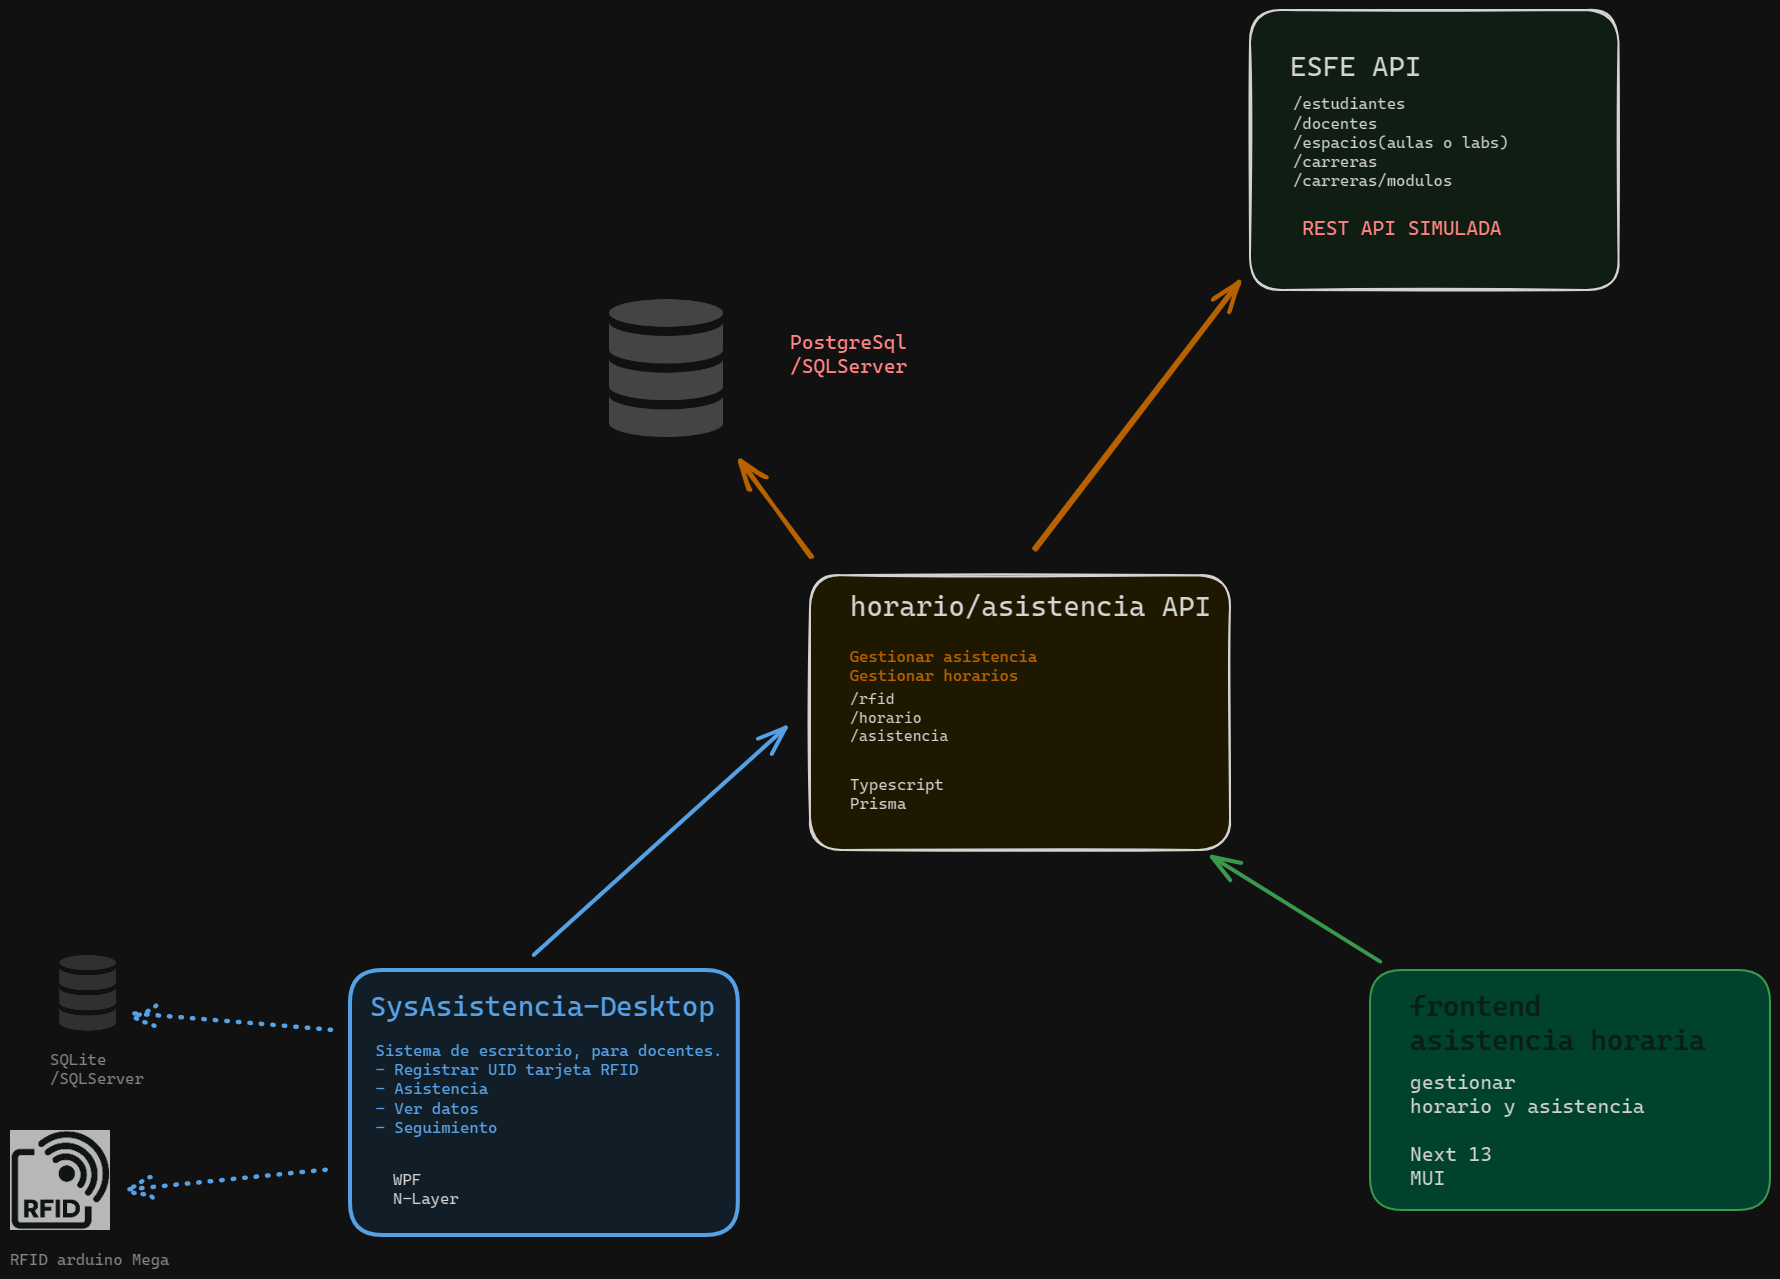 ESFE API
/estudiantes
/docentes
/espacios(aulas o labs)
/carreras
/carreras/modulos
REST API SIMULADA
PostgreSql
/SQLServer
horario/asistencia API
Gestionar asistencia
Gestionar horarios
/rfid
/horario
/asistencia
Typescript
Prisma
SQLite
/SQLServer
RFID
RFID arduino Mega
SysAsistencia-Desktop
Sistema de escritorio, para docentes.
- Registrar UID tarjeta RFID
- Asistencia
- Ver datos
- Seguimiento
WPF
N-Layer
frontend
asistencia horaria
gestionar
horario y asistencia
Next 13
MUI